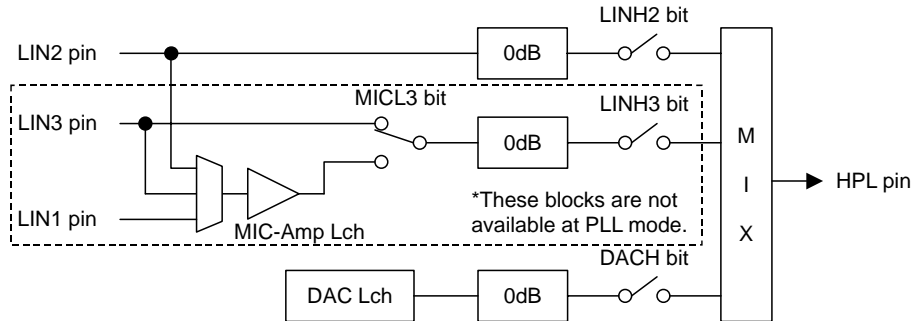 LINH2 bit
LIN2 pin
0dB
MICL3 bit
LINH3 bit
LIN3 pin
0dB
M
I
X
HPL pin
*These blocks are not
available at PLL mode.
LIN1 pin
MIC-Amp Lch
DACH bit
DAC Lch
0dB